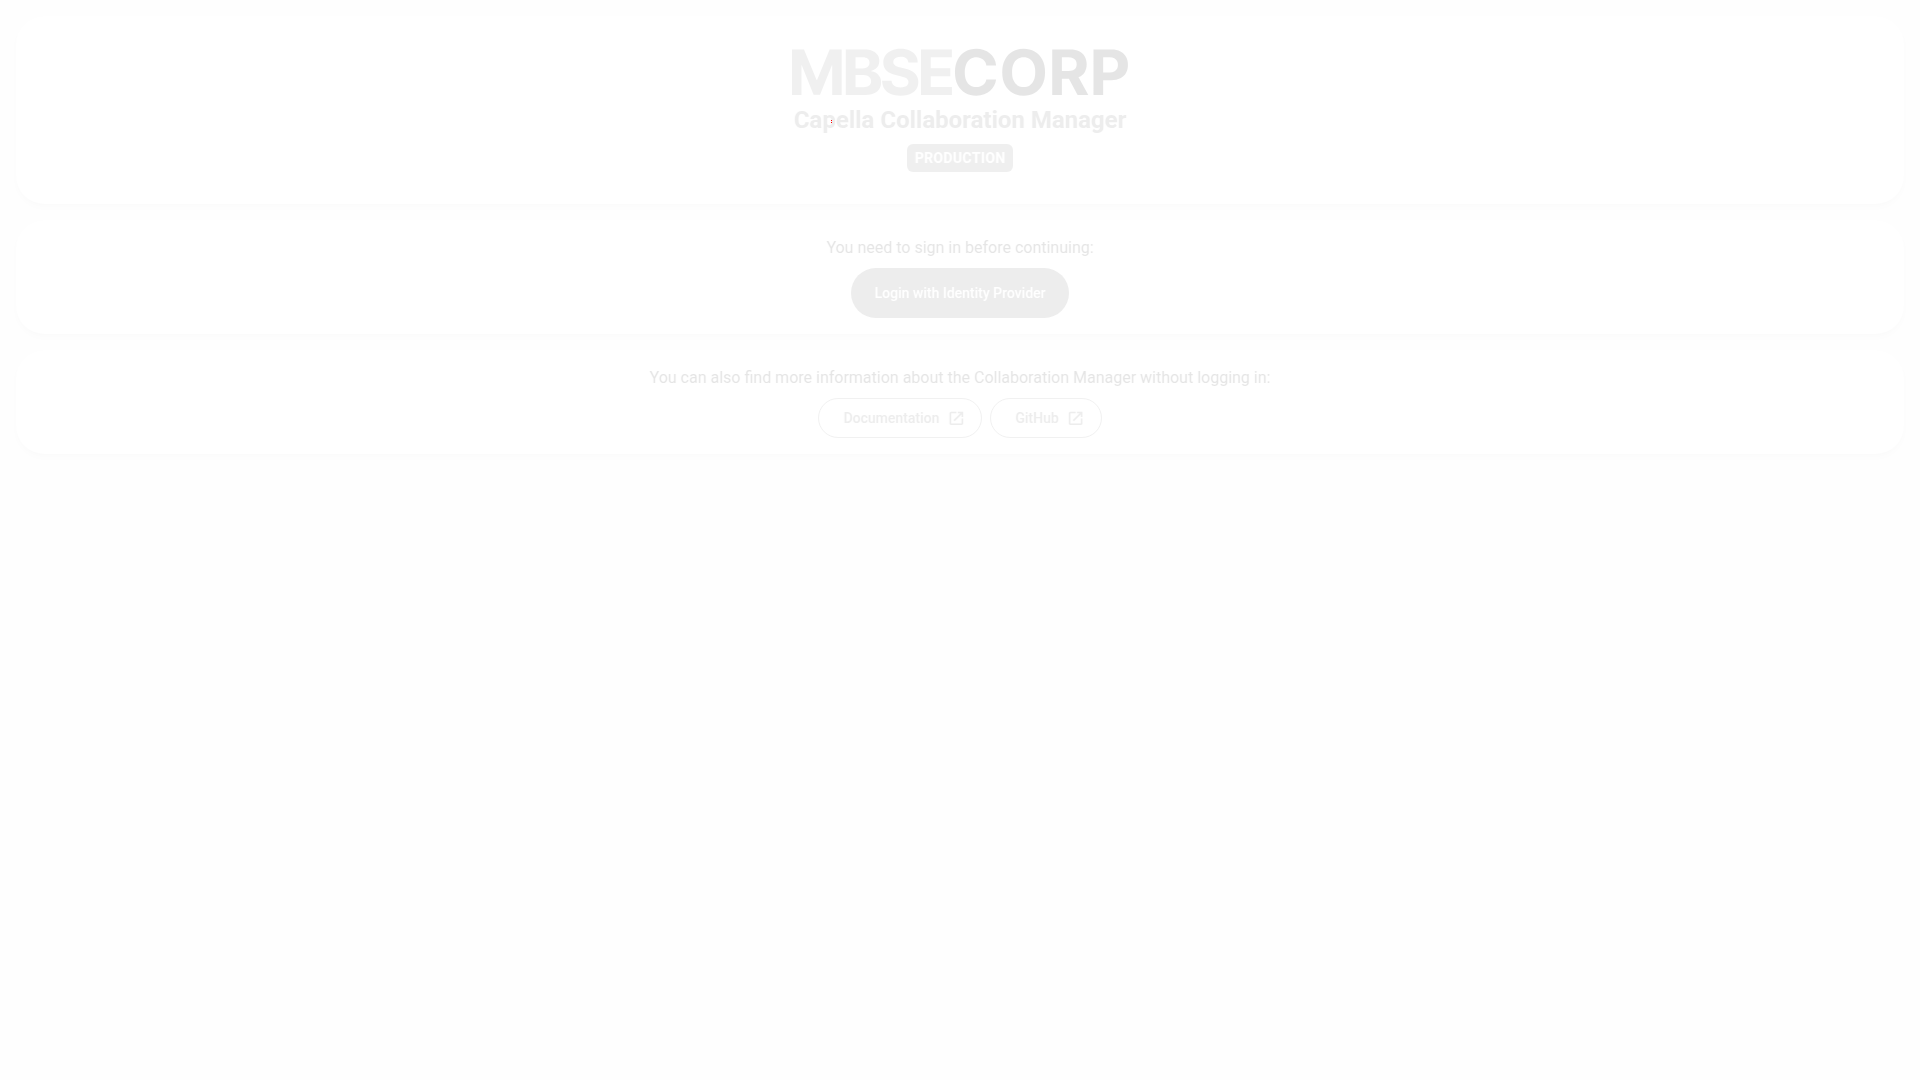 MBSECORP
Capella Collaboration Manager
PRODUCTION
You need to sign in before continuing:
Login with Identity Provider
You can also find more information about the Collaboration Manager without logging in:
Documentation
GitHub